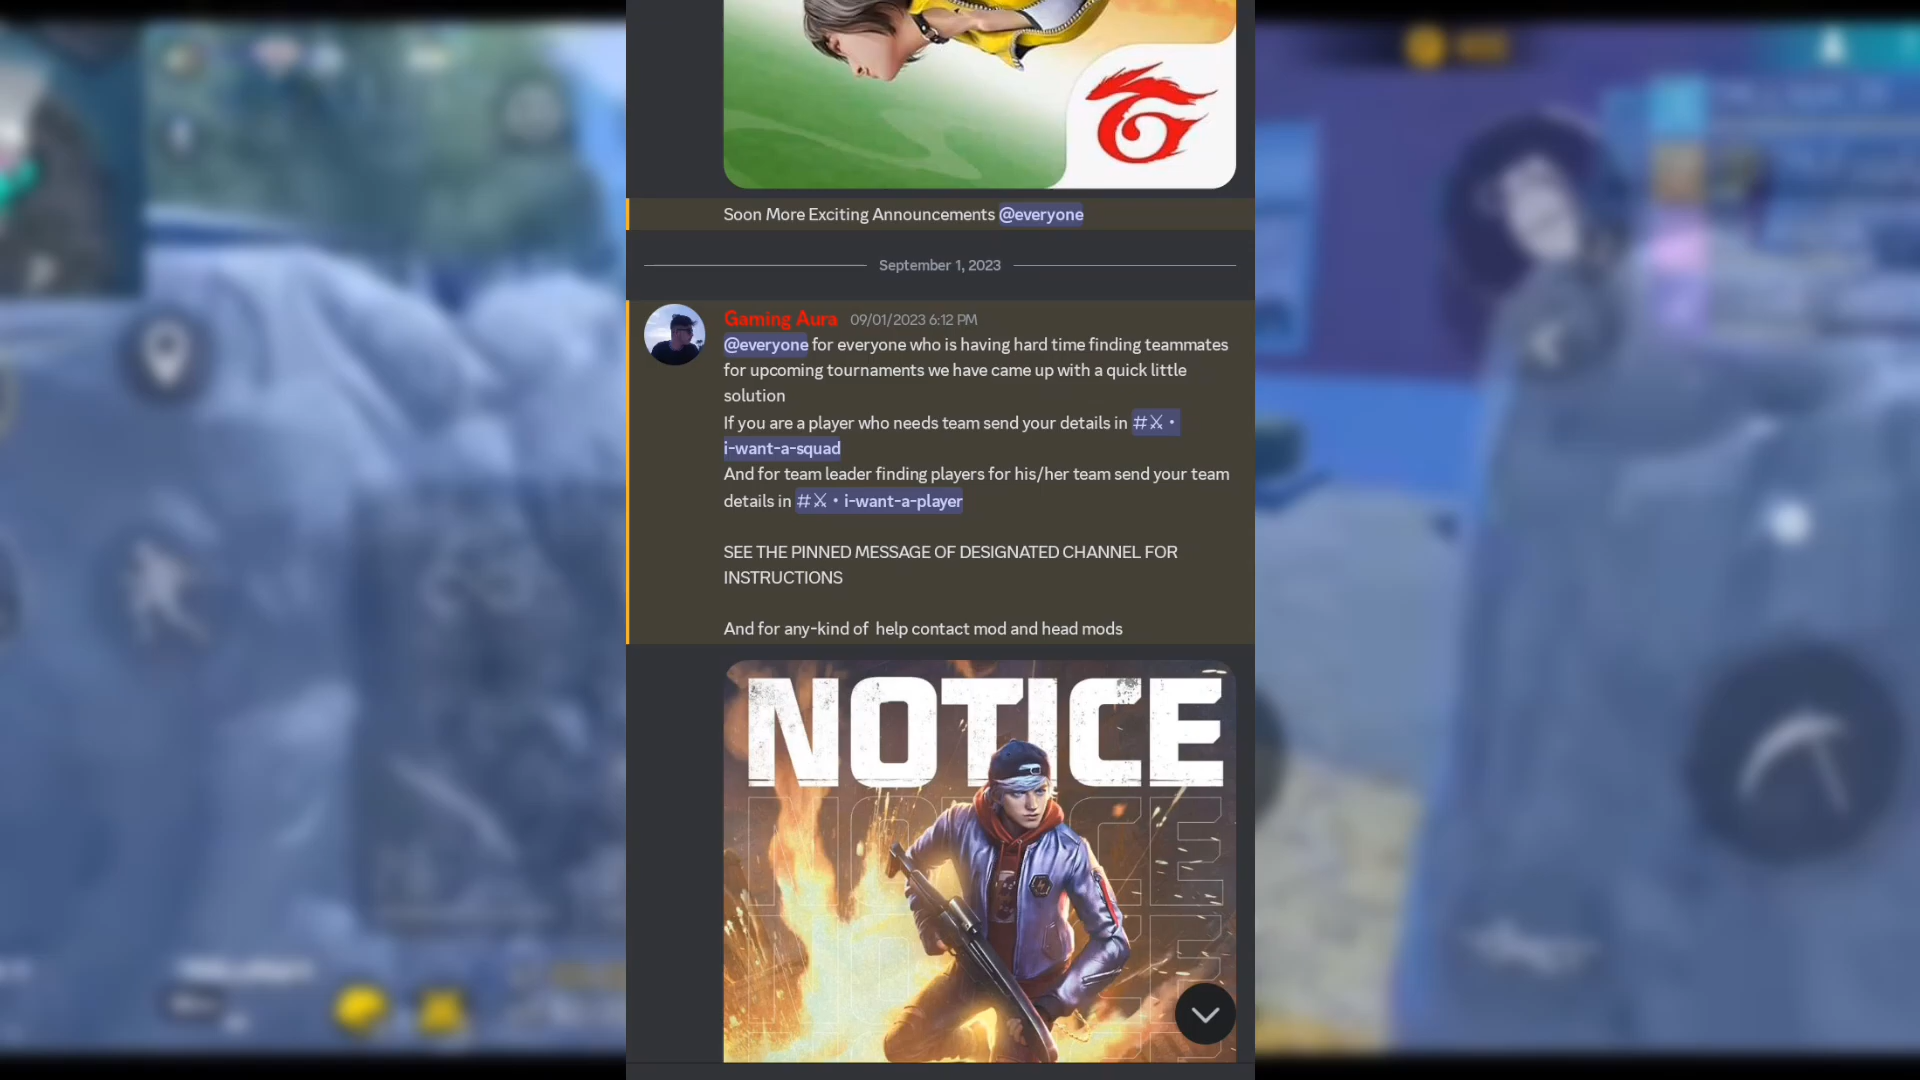 Soon More Exciting Announcements @everyone
September 1, 2023
Gaming Aura 09/01/2023 6:12 PM
@everyone for everyone who is having hard time finding teammates
for upcoming tournaments we have came up with a quick little
solution
If you are a player who needs team send your details in #⚔・
i-want-a-squad
And for team leader finding players for his/her team send your team
details in #⚔・i-want-a-player
SEE THE PINNED MESSAGE OF DESIGNATED CHANNEL FOR
INSTRUCTIONS
And for any-kind of  help contact mod and head mods
NOTICE
NOTICE